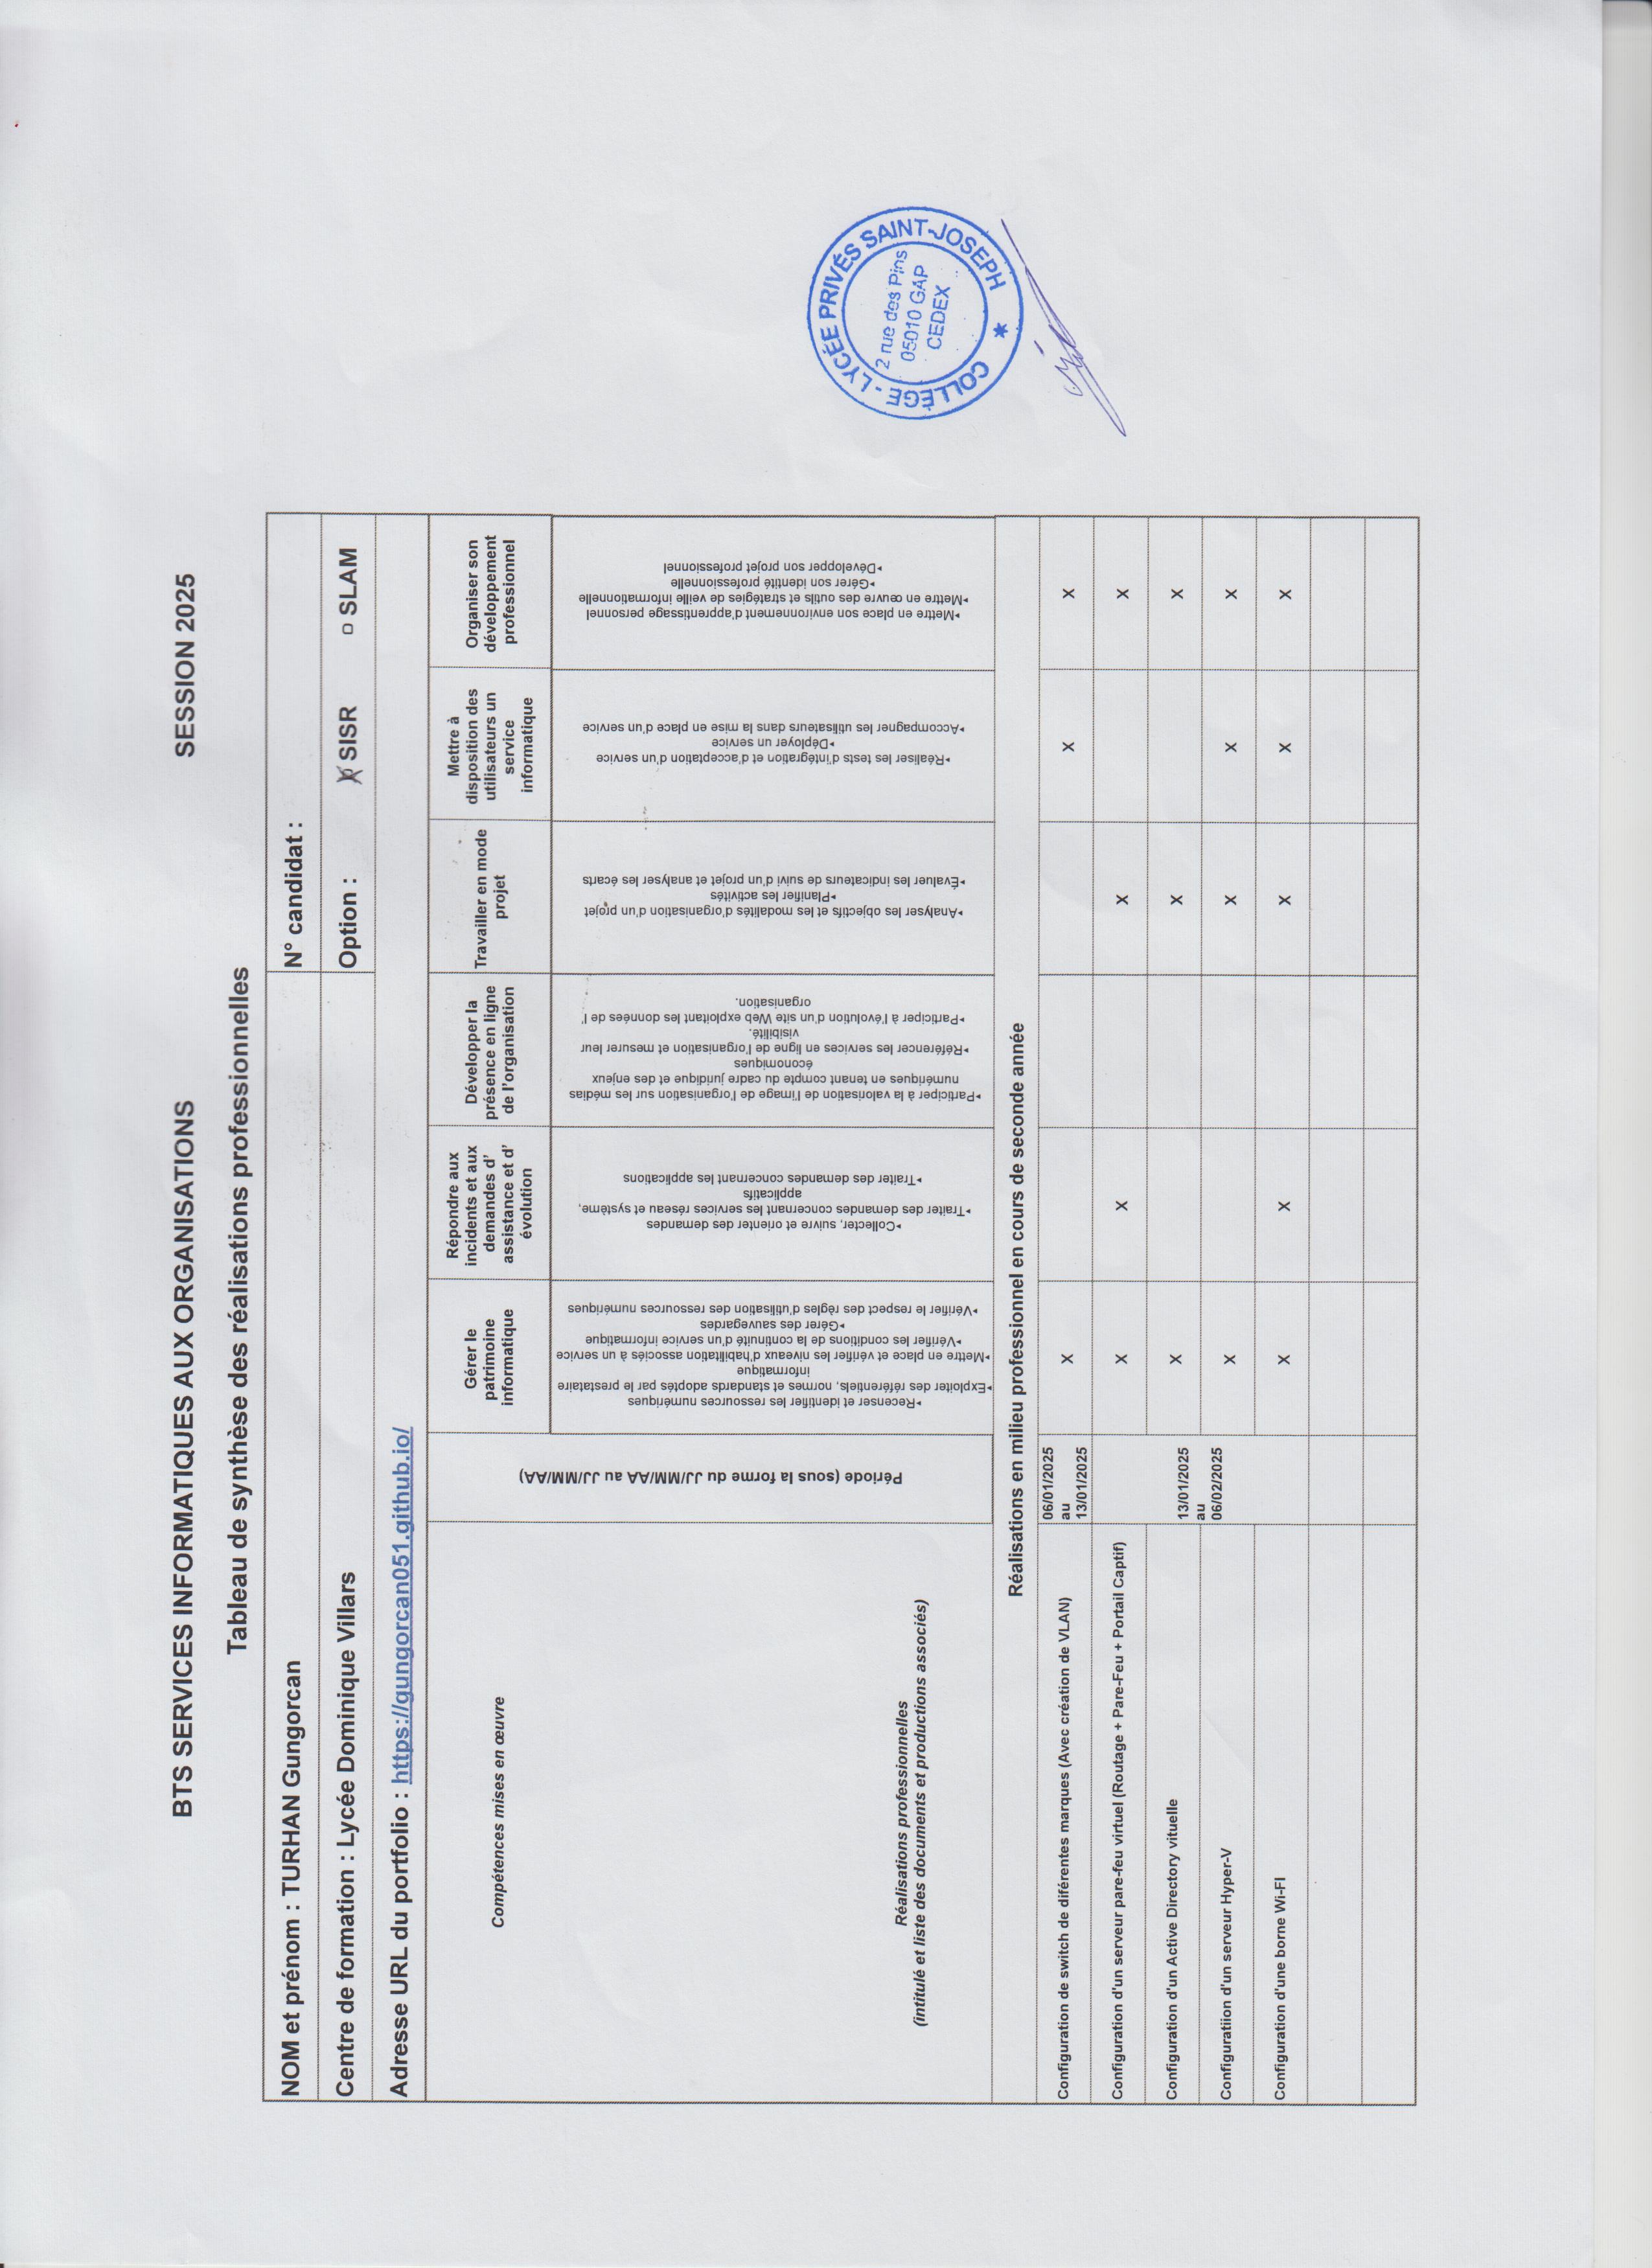 BTS SERVICES INFORMATIQUES AUX ORGANISATIONS SESSION 2025
Tableau de synthèse des réalisations professionnelles
NOM et prénom : TURHAN Gungorcan N° candidat :
Centre de formation : Lycée Dominique Villars Option : X SISR □ SLAM
Adresse URL du portfolio : https://gungorcan051.github.io/
Compétences mises en œuvre
Réalisations professionnelles
(intitulé et liste des documents et productions associés)
Période (sous la forme du JJ/MM/AA au JJ/MM/AA)
Gérer le
patrimoine
informatique
▸Recenser et identifier les ressources numériques
▸Exploiter des référentiels, normes et standards adoptés par le prestataire
informatique
▸Mettre en place et vérifier les niveaux d'habilitation associés à un service
▸Vérifier les conditions de la continuité d'un service informatique
▸Gérer des sauvegardes
▸Vérifier le respect des règles d'utilisation des ressources numériques
Répondre aux
incidents et aux
demandes d'
assistance et d'
évolution
▸Collecter, suivre et orienter des demandes
▸Traiter des demandes concernant les services réseau et système,
applicatifs
▸Traiter des demandes concernant les applications
Développer la
présence en ligne
de l'organisation
▸Participer à la valorisation de l'image de l'organisation sur les médias
numériques en tenant compte du cadre juridique et des enjeux
économiques
▸Référencer les services en ligne de l'organisation et mesurer leur
visibilité.
▸Participer à l'évolution d'un site Web exploitant les données de l'
organisation.
Travailler en mode
projet
▸Analyser les objectifs et les modalités d'organisation d'un projet
▸Planifier les activités
▸Évaluer les indicateurs de suivi d'un projet et analyser les écarts
Mettre à
disposition des
utilisateurs un
service
informatique
▸Réaliser les tests d'intégration et d'acceptation d'un service
▸Déployer un service
▸Accompagner les utilisateurs dans la mise en place d'un service
Organiser son
développement
professionnel
▸Mettre en place son environnement d'apprentissage personnel
▸Mettre en œuvre des outils et stratégies de veille informationnelle
▸Gérer son identité professionnelle
▸Développer son projet professionnel
Réalisations en milieu professionnel en cours de seconde année
Configuration de switch de diférentes marques (Avec création de VLAN) X X X
06/01/2025
au
13/01/2025
Configuration d'un serveur pare-feu virtuel (Routage + Pare-Feu + Portail Captif) X X X X
Configuration d'un Active Directory vituelle X X X
13/01/2025
au
06/02/2025
Configuratiion d'un serveur Hyper-V X X X X
Configuration d'une borne Wi-FI X X X X X
COLLÈGE - LYCÉE PRIVÉS SAINT-JOSEPH ★
2 rue des Pins
05010 GAP
CEDEX